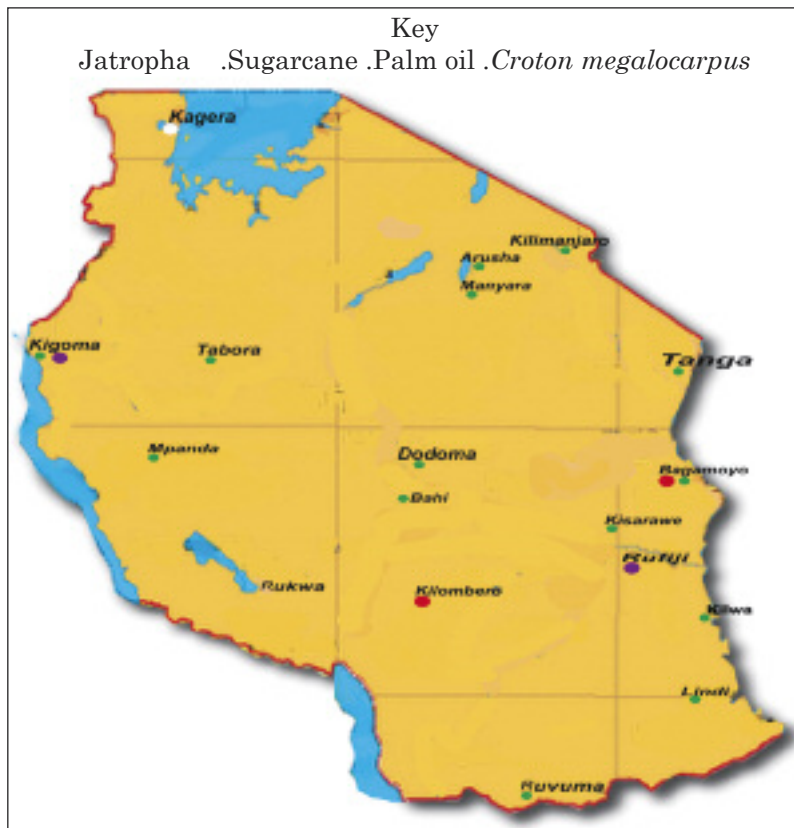 Key
Jatropha .Sugarcane .Palm oil .Croton megalocarpus
Kagera
Kilimanjaro
Arusha
Manyara
Kigoma
Tabora
Tanga
Mpanda
Dodoma
Bagamoyo
Bahi
Kisarawe
Rufiji
Rukwa
Kilombero
Kilwa
Lindi
Ruvuma